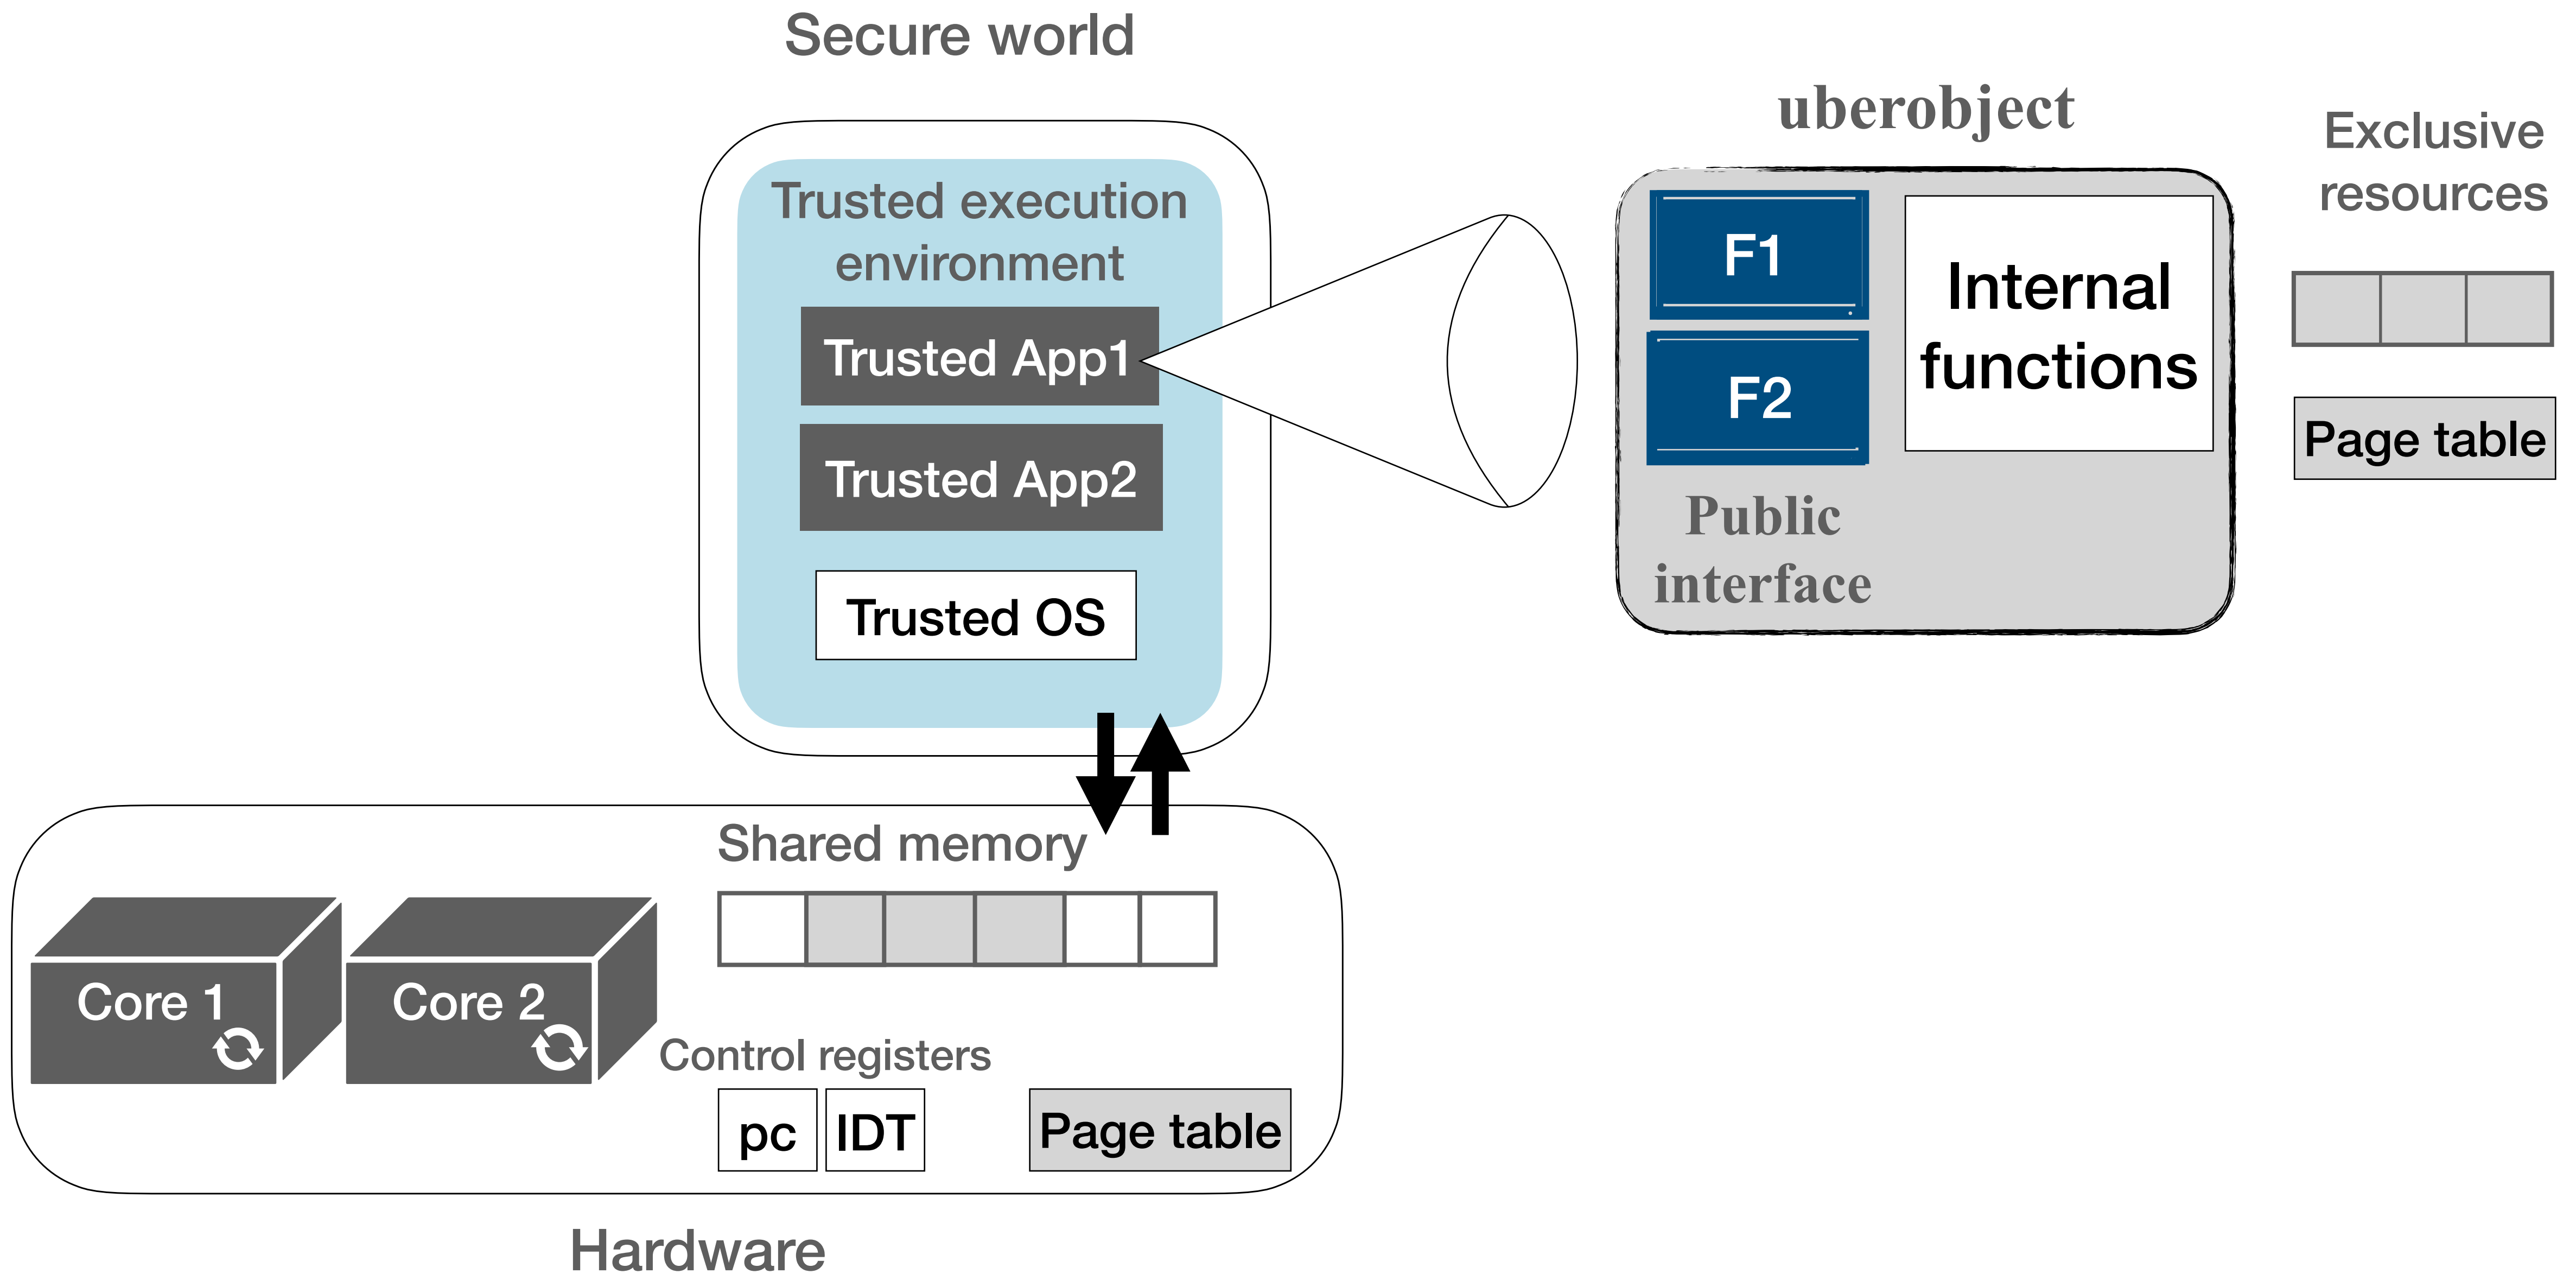 Secure world
Trusted execution
environment
Trusted App1
Trusted App2
Trusted OS
uberobject
F1
F2
Internal
functions
Public
interface
Exclusive
resources
Page table
Shared memory
Core 1
Core 2
Control registers
pc
IDT
Page table
Hardware